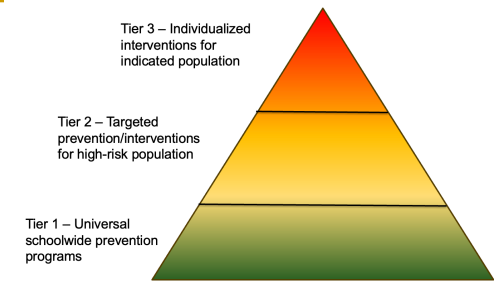 Tier 3 – Individualized
interventions for
indicated population
Tier 2 – Targeted
prevention/interventions
for high-risk population
Tier 1 – Universal
schoolwide prevention
programs